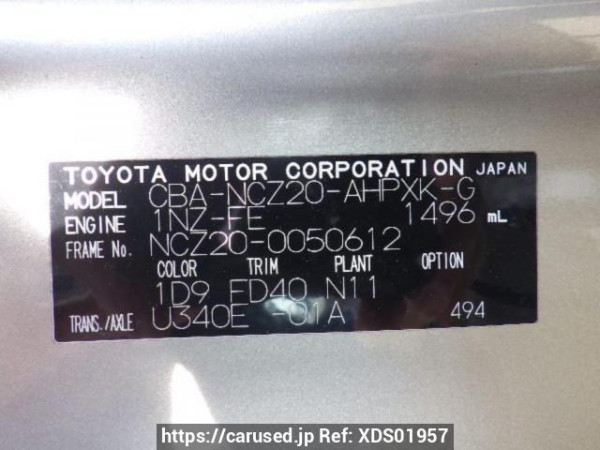 TOYOTA MOTOR CORPORATION JAPAN
MODEL CBA-NCZ20-AHPXK-G
ENGINE 1NZ-FE 1496 mL
FRAME No. NCZ20-0050612
COLOR TRIM PLANT OPTION
1D9 FD40 N11
TRANS./AXLE U340E -01A 494
https://carused.jp Ref: XDS01957